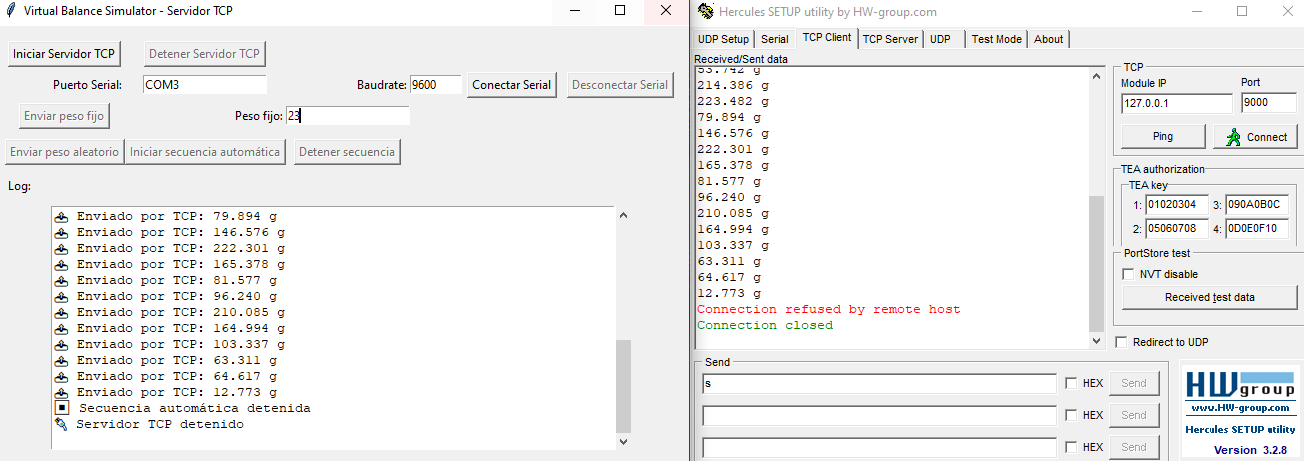 Virtual Balance Simulator - Servidor TCP
Iniciar Servidor TCP Detener Servidor TCP
Puerto Serial: COM3 Baudrate: 9600 Conectar Serial Desconectar Serial
Enviar peso fijo Peso fijo: 23
Enviar peso aleatorio Iniciar secuencia automática Detener secuencia
Log:
Enviado por TCP: 79.894 g
Enviado por TCP: 146.576 g
Enviado por TCP: 222.301 g
Enviado por TCP: 165.378 g
Enviado por TCP: 81.577 g
Enviado por TCP: 96.240 g
Enviado por TCP: 210.085 g
Enviado por TCP: 164.994 g
Enviado por TCP: 103.337 g
Enviado por TCP: 63.311 g
Enviado por TCP: 64.617 g
Enviado por TCP: 12.773 g
Secuencia automática detenida
Servidor TCP detenido
Hercules SETUP utility by HW-group.com
UDP Setup Serial TCP Client TCP Server UDP Test Mode About
Received/Sent data
53.742 g
214.386 g
223.482 g
79.894 g
146.576 g
222.301 g
165.378 g
81.577 g
96.240 g
210.085 g
164.994 g
103.337 g
63.311 g
64.617 g
12.773 g
Connection refused by remote host
Connection closed
TCP
Module IP Port
127.0.0.1 9000
Ping Connect
TEA authorization
TEA key
1: 01020304 3: 090A0B0C
2: 05060708 4: 0D0E0F10
PortStore test
NVT disable
Received test data
Redirect to UDP
Send
s HEX Send
HEX Send
HEX Send
HW group
www.HW-group.com
Hercules SETUP utility
Version 3.2.8